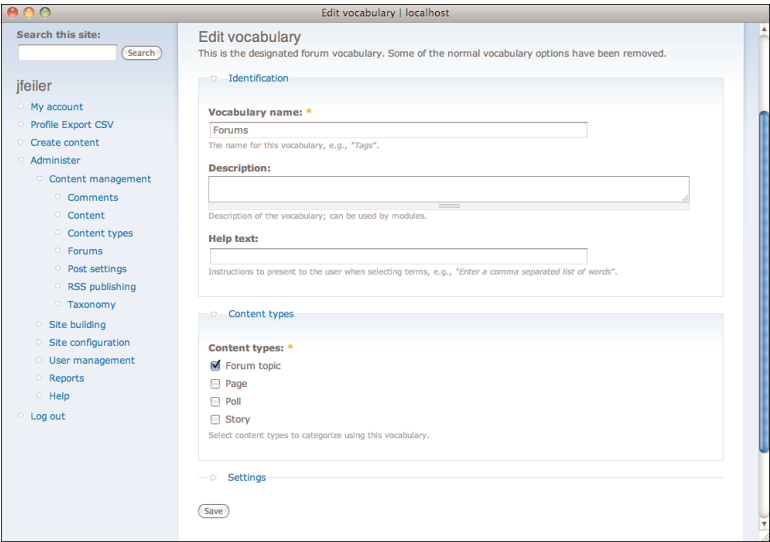 Edit vocabulary | localhost
Search this site:
Search
jfeiler
My account
Profile Export CSV
Create content
Administer
Content management
Comments
Content
Content types
Forums
Post settings
RSS publishing
Taxonomy
Site building
Site configuration
User management
Reports
Help
Log out
Edit vocabulary
This is the designated forum vocabulary. Some of the normal vocabulary options have been removed.
Identification
Vocabulary name: *
Forums
The name for this vocabulary, e.g., "Tags".
Description:
Description of the vocabulary; can be used by modules.
Help text:
Instructions to present to the user when selecting terms, e.g., "Enter a comma separated list of words".
Content types
Content types: *
Forum topic
Page
Poll
Story
Select content types to categorize using this vocabulary.
Settings
Save